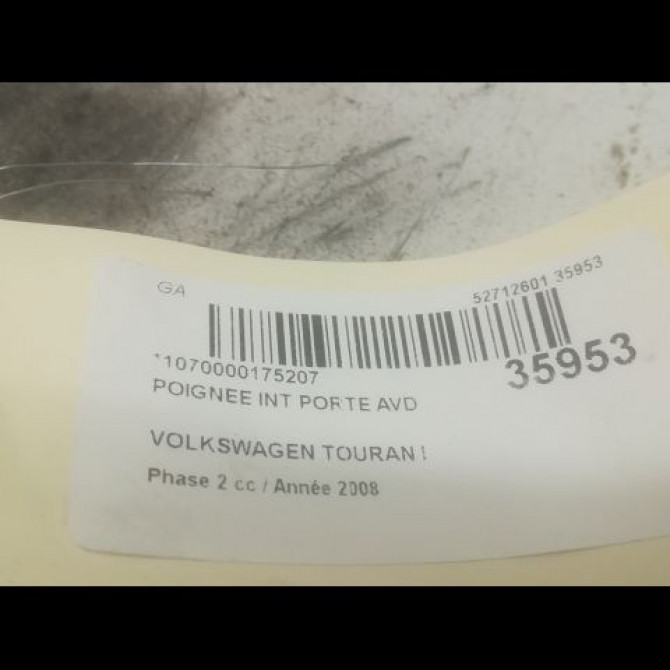 GA
52712601 35953
*1070000175207
35953
POIGNEE INT PORTE AVD
VOLKSWAGEN TOURAN I
Phase 2 cc / Année 2008